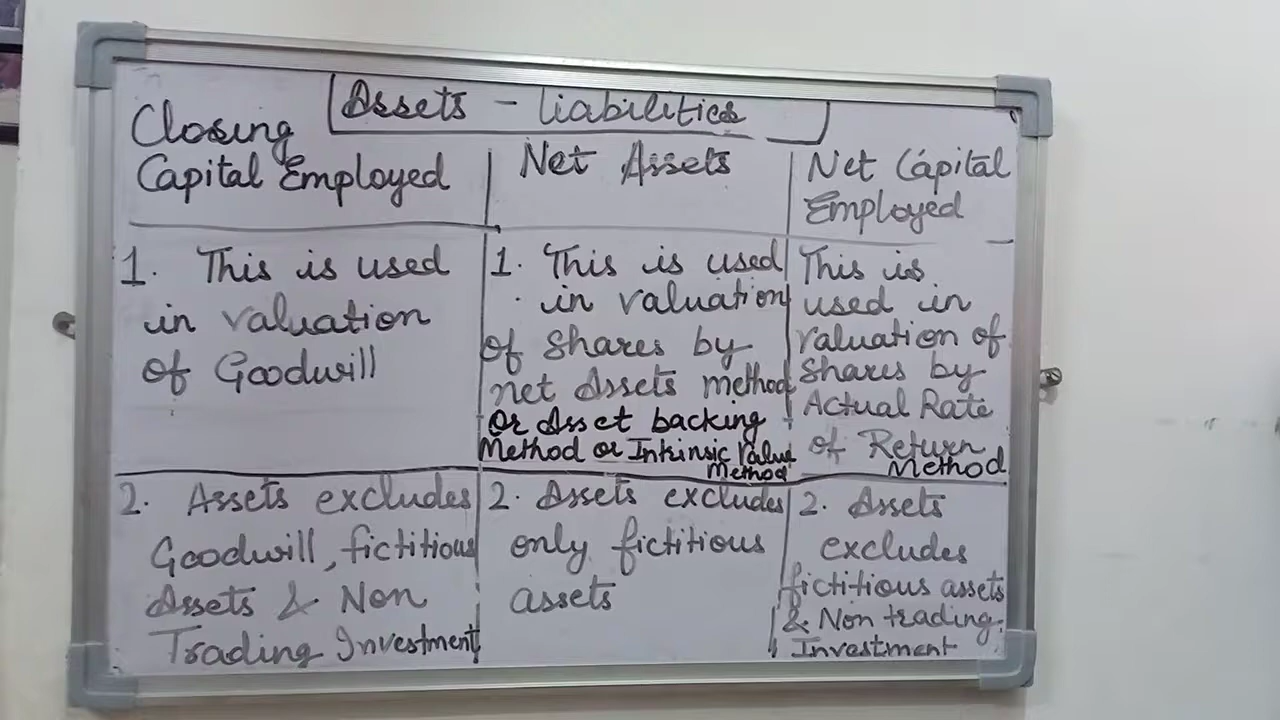 Assets - Liabilities
Closing
Capital Employed
Net Assets
Net Capital
Employed
1. This is used
in valuation
of Goodwill
1. This is used
in valuation
of Shares by
net Assets method
Or Asset backing
Method or Intrinsic Value
Method
This is
used in
valuation of
Shares by
Actual Rate
of Return
Method
2. Assets excludes
Goodwill, fictitious
Assets & Non
Trading Investment
2. Assets excludes
only fictitious
assets
2. Assets
excludes
fictitious assets
& Non trading
Investment